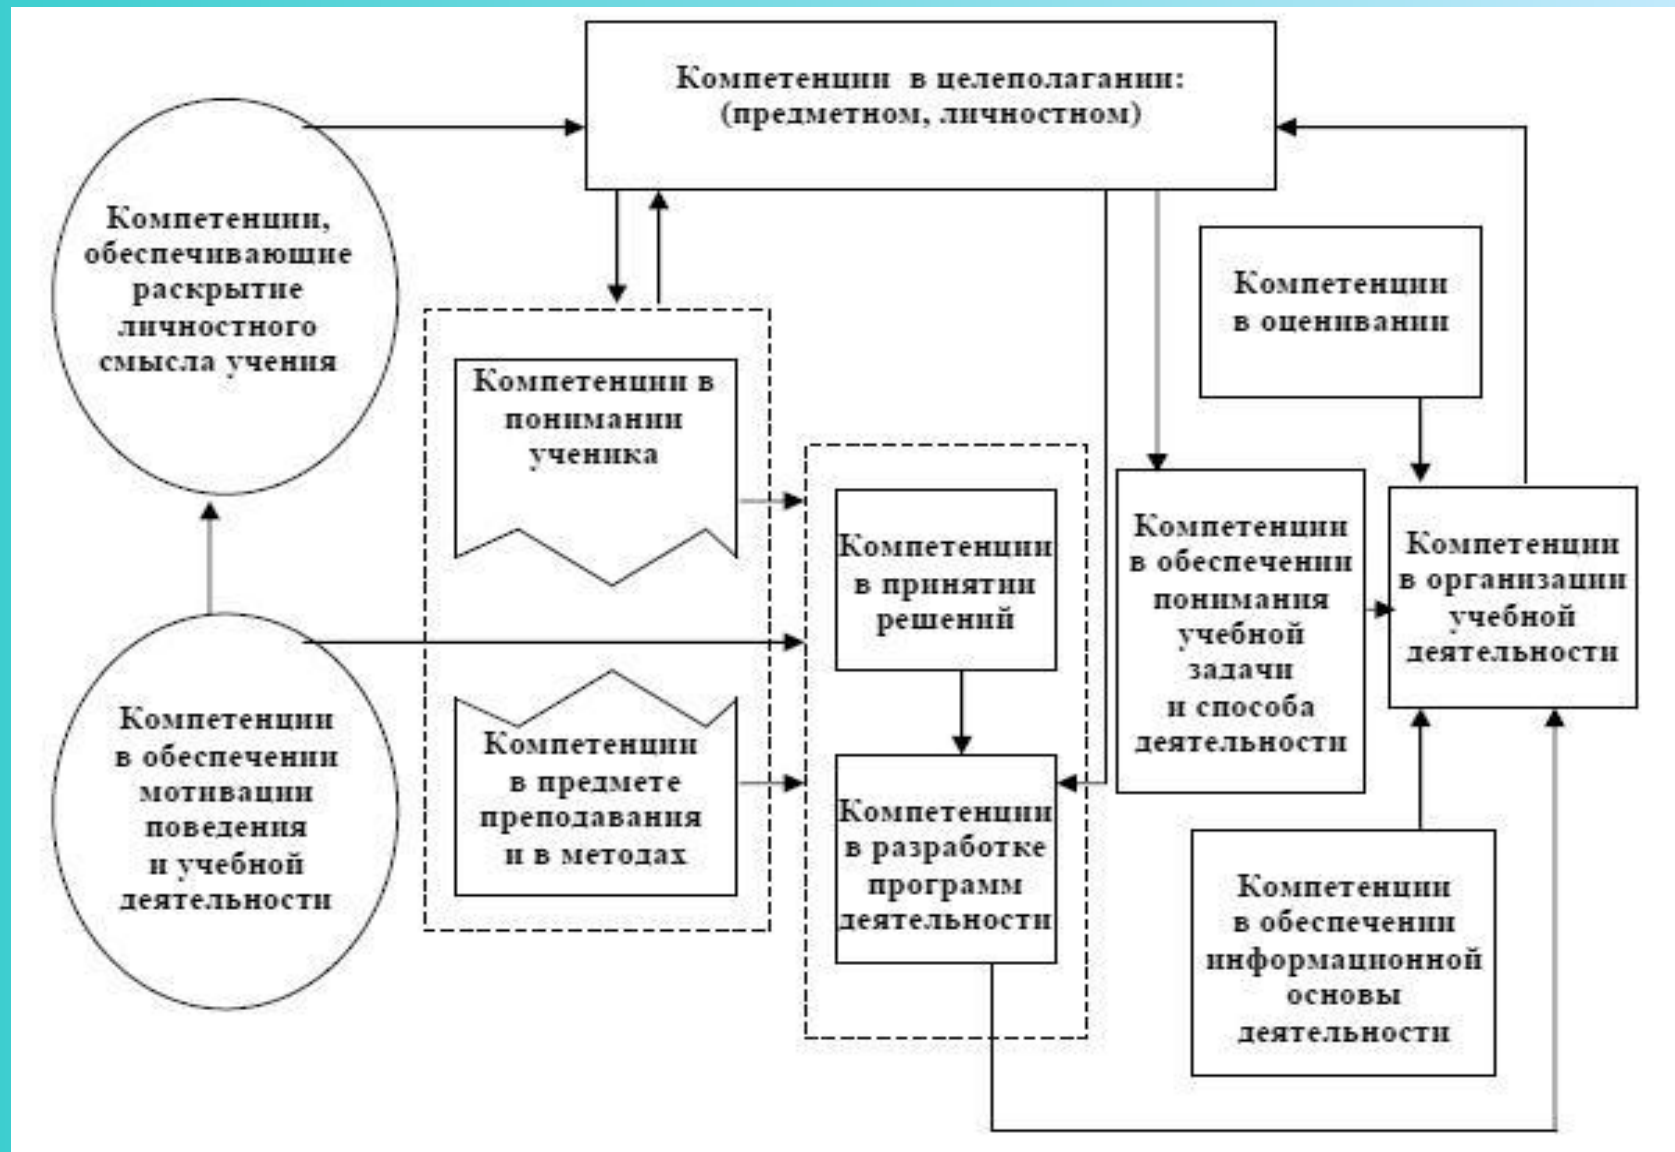 Компетенции в целеполагании:
(предметном, личностном)
Компетенции,
обеспечивающие
раскрытие
личностного
смысла учения
Компетенции
в оценивании
Компетенции в
понимании
ученика
Компетенции
в принятии
решений
Компетенции
в обеспечении
понимания
учебной
задачи
и способа
деятельности
Компетенции
в организации
учебной
деятельности
Компетенции
в обеспечении
мотивации
поведения
и учебной
деятельности
Компетенции
в предмете
преподавания
и в методах
Компетенции
в разработке
программ
деятельности
Компетенции
в обеспечении
информационной
основы
деятельности